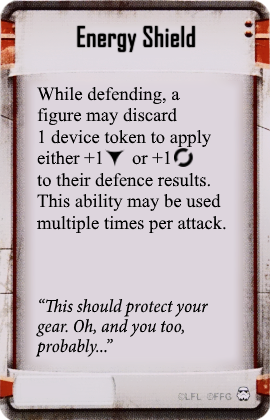 Energy Shield
While defending, a
figure may discard
1 device token to apply
either +1 or +1
to their defence results.
This ability may be used
multiple times per attack.
“This should protect your
gear. Oh, and you too,
probably...”
©LFL ©FFG